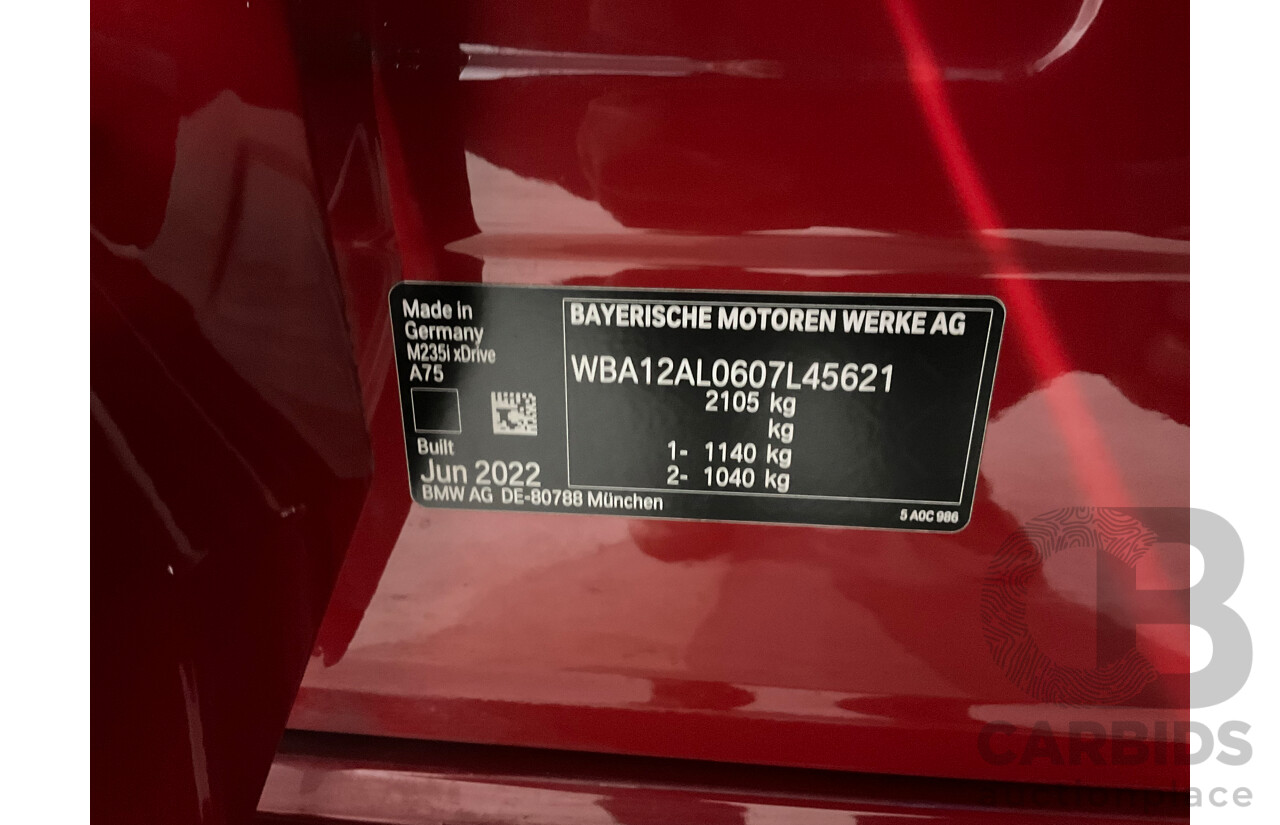 Made in
Germany
M235i xDrive
A75
Built
Jun 2022
BMW AG DE-80788 München
BAYERISCHE MOTOREN WERKE AG
WBA12AL0607L45621
2105 kg
kg
1- 1140 kg
2- 1040 kg
5 A0C 986
CB
CARBIDS